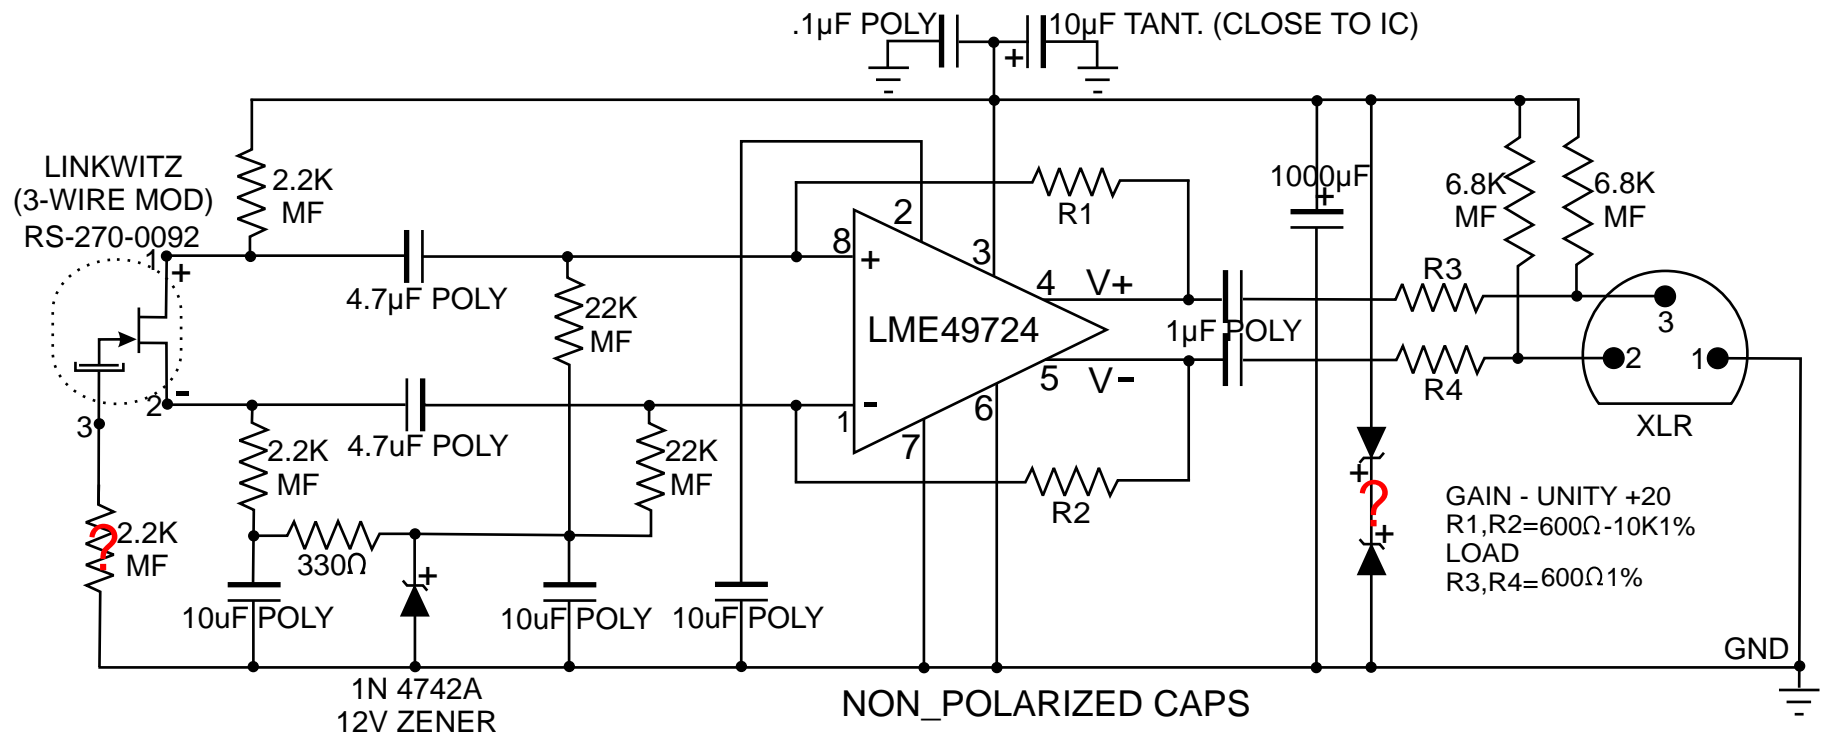 .1µF POLY
10µF TANT. (CLOSE TO IC)
+
LINKWITZ
(3-WIRE MOD)
RS-270-0092
2.2K
MF
1
+
4.7µF POLY
22K
MF
-
2
3
4.7uF POLY
2.2K
MF
22K
MF
2.2K
MF
?
330Ω
+
10uF POLY
10uF POLY
10uF POLY
1N 4742A
12V ZENER
2
8
+
3
R1
4
V+
LME49724
1µF POLY
5
V-
-
1
6
7
R2
1000µF
+
6.8K
MF
6.8K
MF
R3
R4
3
2
1
XLR
+
?
+
GAIN - UNITY +20
R1,R2=600Ω-10K1%
LOAD
R3,R4=600Ω1%
GND
NON_POLARIZED CAPS